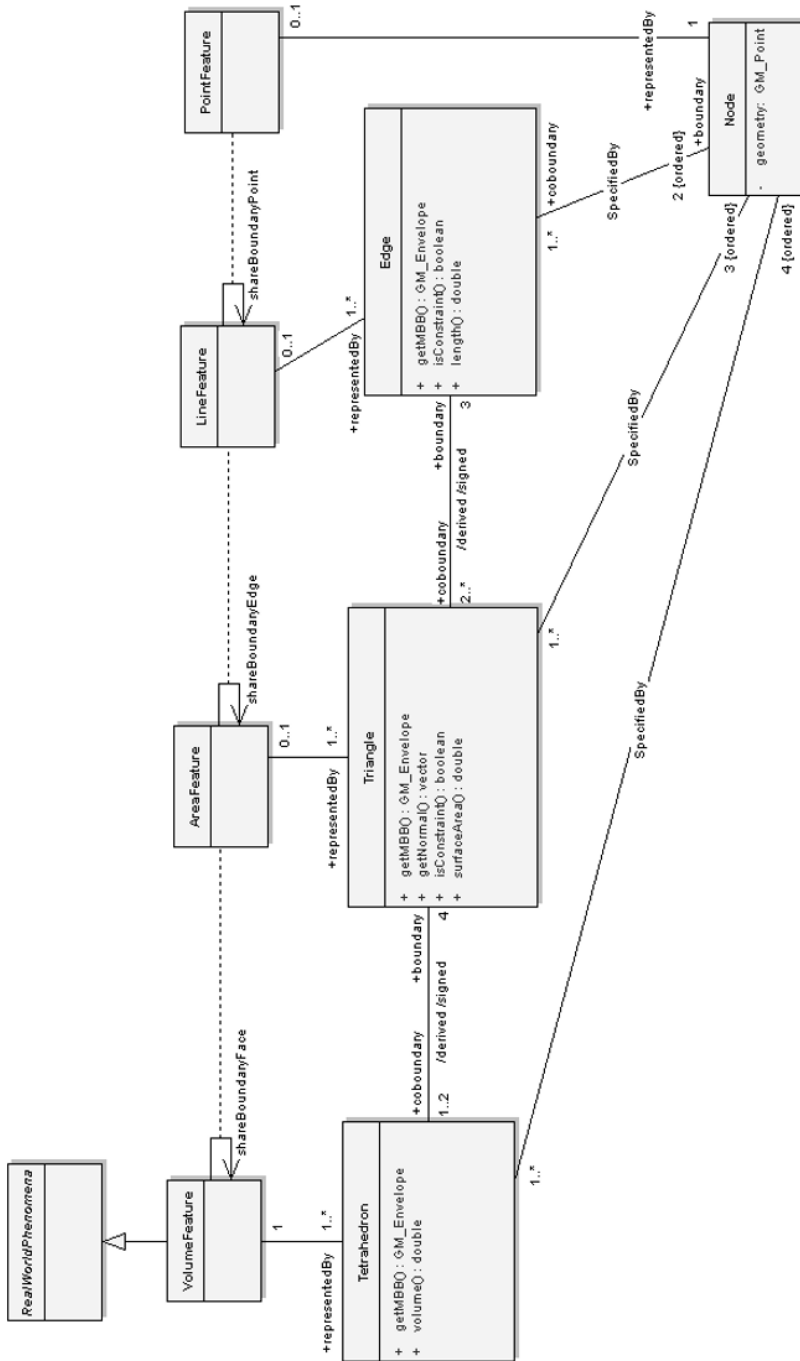 RealWorldPhenomena
VolumeFeature
shareBoundaryFace
AreaFeature
shareBoundaryEdge
LineFeature
shareBoundaryPoint
PointFeature
1
+representedBy
1..*
0..1
+representedBy
1..*
0..1
+representedBy
1..*
0..1
+representedBy
1
Tetrahedron
+ getMBB() : GM_Envelope
+ volume() : double
+coboundary
1..2
/derived /signed
+boundary
4
Triangle
+ getMBB() : GM_Envelope
+ getNormal() : vector
+ isConstraint() : boolean
+ surfaceArea() : double
+coboundary
2..*
/derived /signed
+boundary
3
Edge
+ getMBB() : GM_Envelope
+ isConstraint() : boolean
+ length() : double
+coboundary
1..*
SpecifiedBy
2 {ordered}
+boundary
1..*
SpecifiedBy
3 {ordered}
1..*
SpecifiedBy
4 {ordered}
Node
- geometry: GM_Point